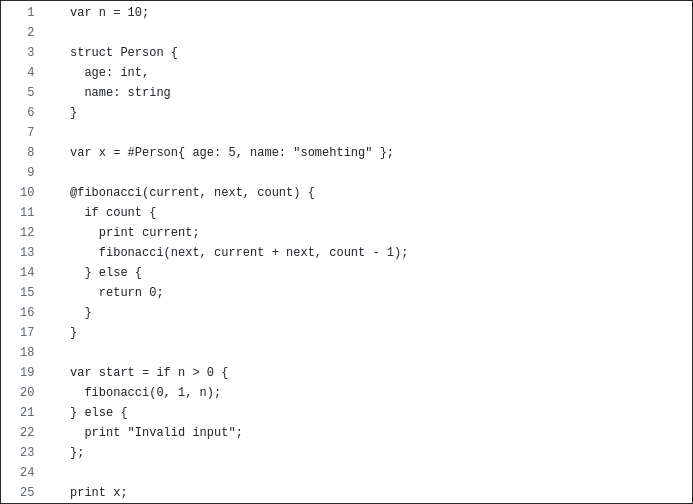 1 var n = 10;
2
3 struct Person {
4   age: int,
5   name: string
6 }
7
8 var x = #Person{ age: 5, name: "somehting" };
9
10 @fibonacci(current, next, count) {
11   if count {
12     print current;
13     fibonacci(next, current + next, count - 1);
14   } else {
15     return 0;
16   }
17 }
18
19 var start = if n > 0 {
20   fibonacci(0, 1, n);
21 } else {
22   print "Invalid input";
23 };
24
25 print x;